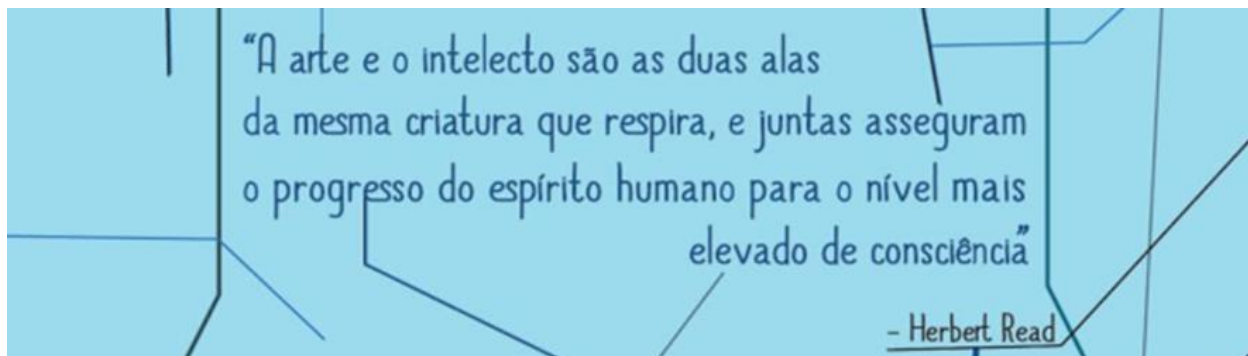 “A arte e o intelecto são as duas alas
da mesma criatura que respira, e juntas asseguram
o progresso do espírito humano para o nível mais
elevado de consciência”
- Herbert Read